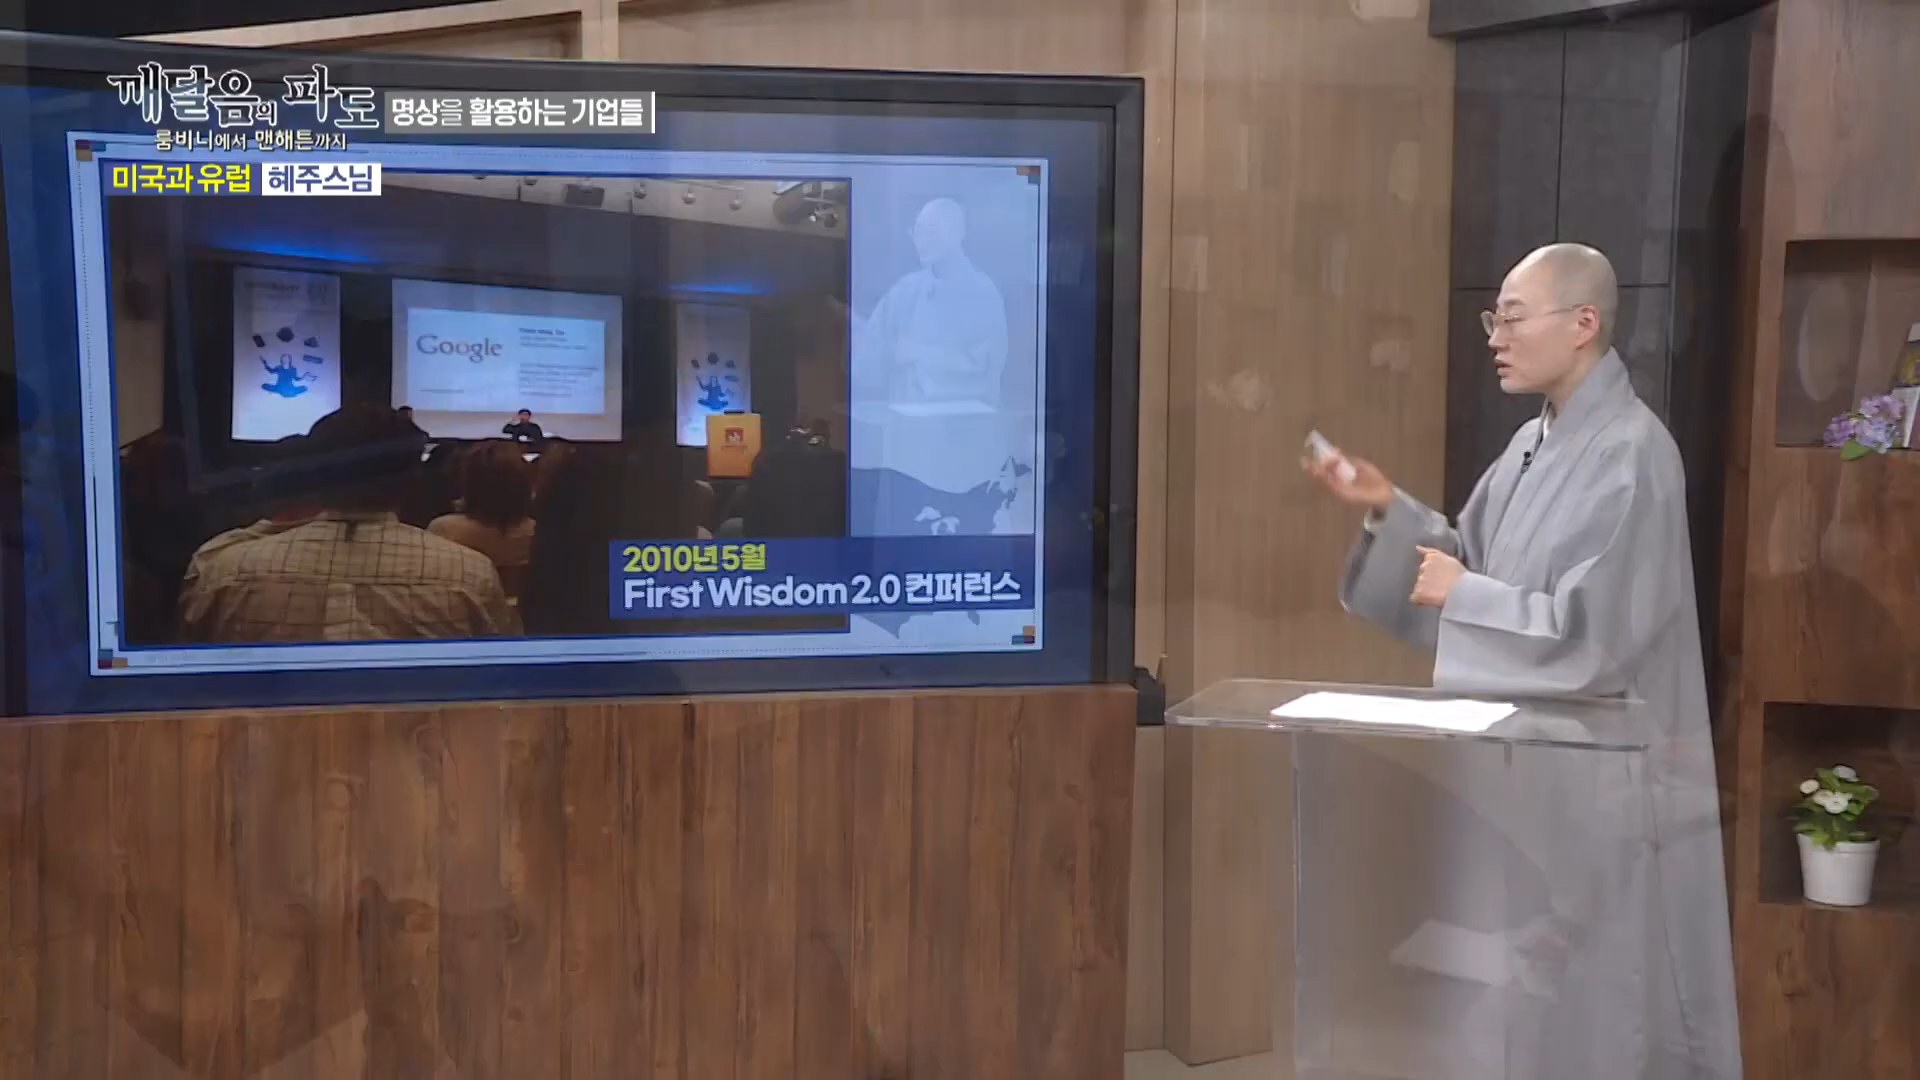 깨달음의 파도
룸비니에서 맨해튼까지
명상을 활용하는 기업들
미국과 유럽 혜주스님
Google
2010년 5월
First Wisdom 2.0 컨퍼런스